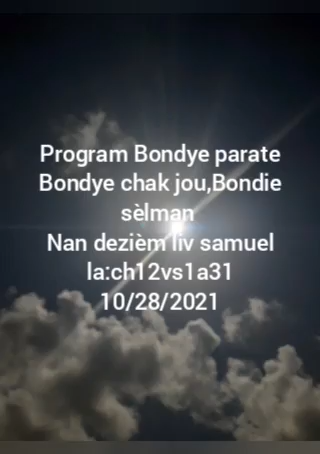 Program Bondye parate
Bondye chak jou,Bondie
sèlman
Nan dezièm liv samuel
la:ch12vs1a31
10/28/2021